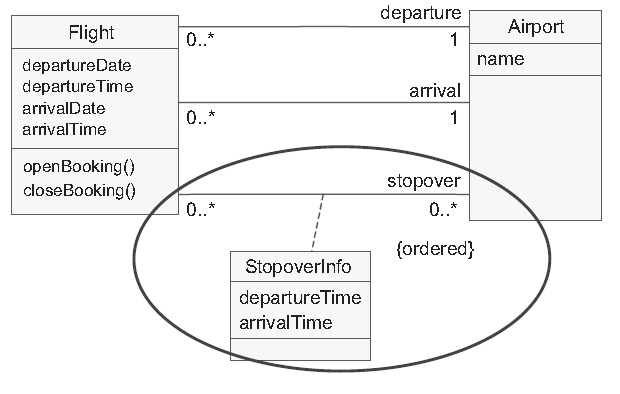 Flight
departureDate
departureTime
arrivalDate
arrivalTime
openBooking()
closeBooking()
departure
0..*
1
arrival
0..*
1
stopover
0..*
0..*
{ordered}
Airport
name
StopoverInfo
departureTime
arrivalTime